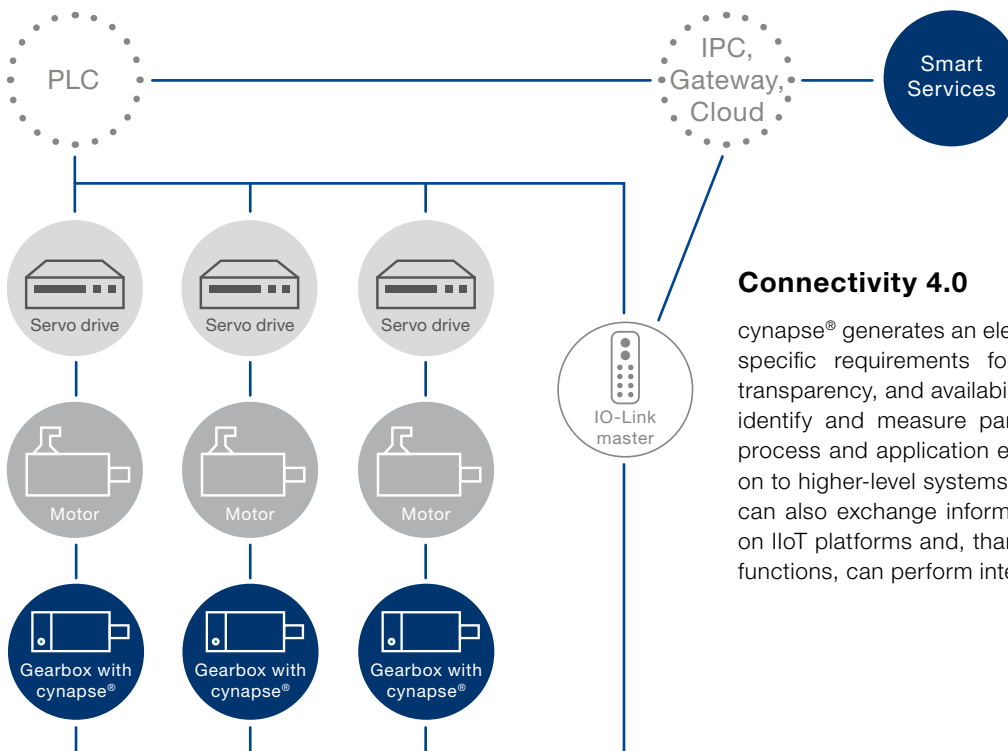 PLC
IPC,
Gateway,
Cloud
Smart
Services
Servo drive
Servo drive
Servo drive
Motor
Motor
Motor
Gearbox with
cynapse®
Gearbox with
cynapse®
Gearbox with
cynapse®
IO-Link
master
Connectivity 4.0
cynapse® generates an ele
specific requirements fo
transparency, and availabi
identify and measure par
process and application e
on to higher-level systems
can also exchange inform
on IIoT platforms and, than
functions, can perform inte